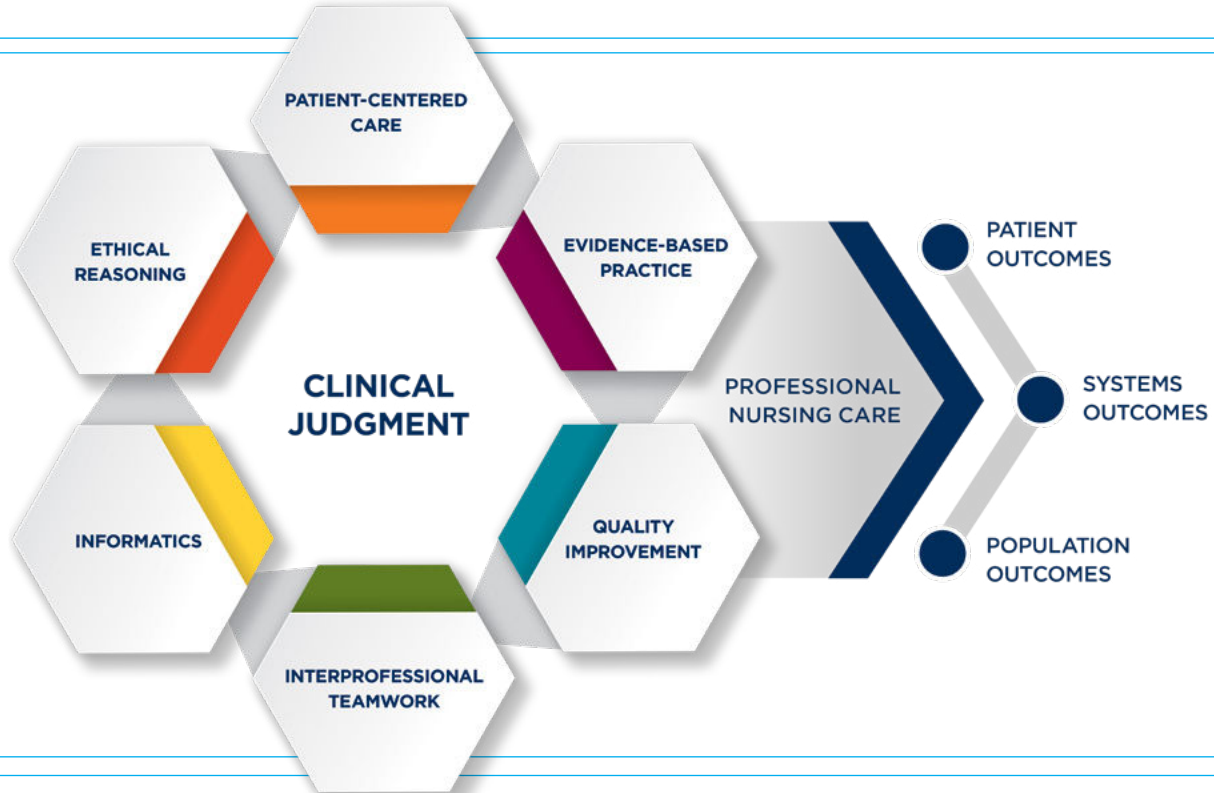 PATIENT-CENTERED
CARE
EVIDENCE-BASED
PRACTICE
QUALITY
IMPROVEMENT
INTERPROFESSIONAL
TEAMWORK
INFORMATICS
ETHICAL
REASONING
CLINICAL
JUDGMENT
PROFESSIONAL
NURSING CARE
PATIENT
OUTCOMES
SYSTEMS
OUTCOMES
POPULATION
OUTCOMES